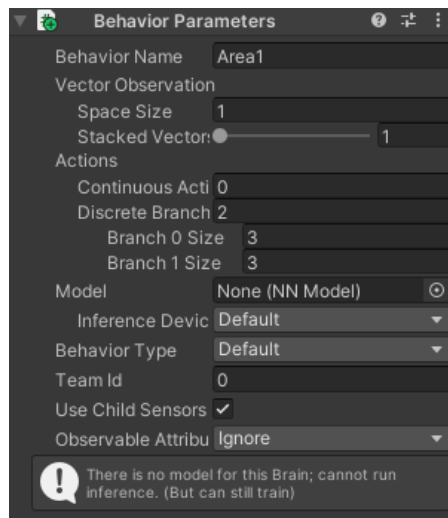 Behavior Parameters
Behavior Name Area1
Vector Observation
Space Size 1
Stacked Vector 1
Actions
Continuous Acti 0
Discrete Branch 2
Branch 0 Size 3
Branch 1 Size 3
Model None (NN Model)
Inference Devic Default
Behavior Type Default
Team Id 0
Use Child Sensors
Observable Attribu Ignore
There is no model for this Brain; cannot run
inference. (But can still train)